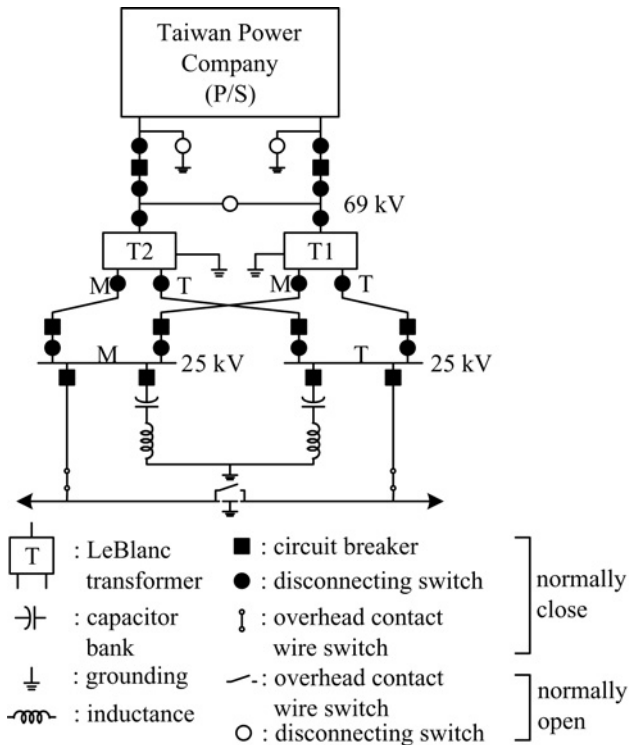 Taiwan Power
Company
(P/S)
69 kV
T2
T1
M
T
M
T
M
25 kV
T
25 kV
T
: LeBlanc
transformer
: capacitor
bank
: grounding
: inductance
: circuit breaker
: disconnecting switch
: overhead contact
wire switch
normally
close
: overhead contact
wire switch
: disconnecting switch
normally
open